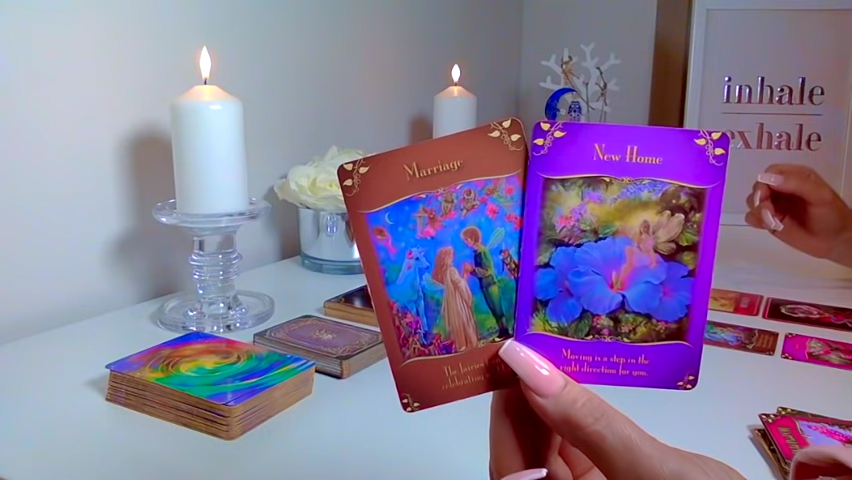 Marriage
The fairies
celebrating
New Home
Moving is a step in the
right direction for you.
inhale
exhale